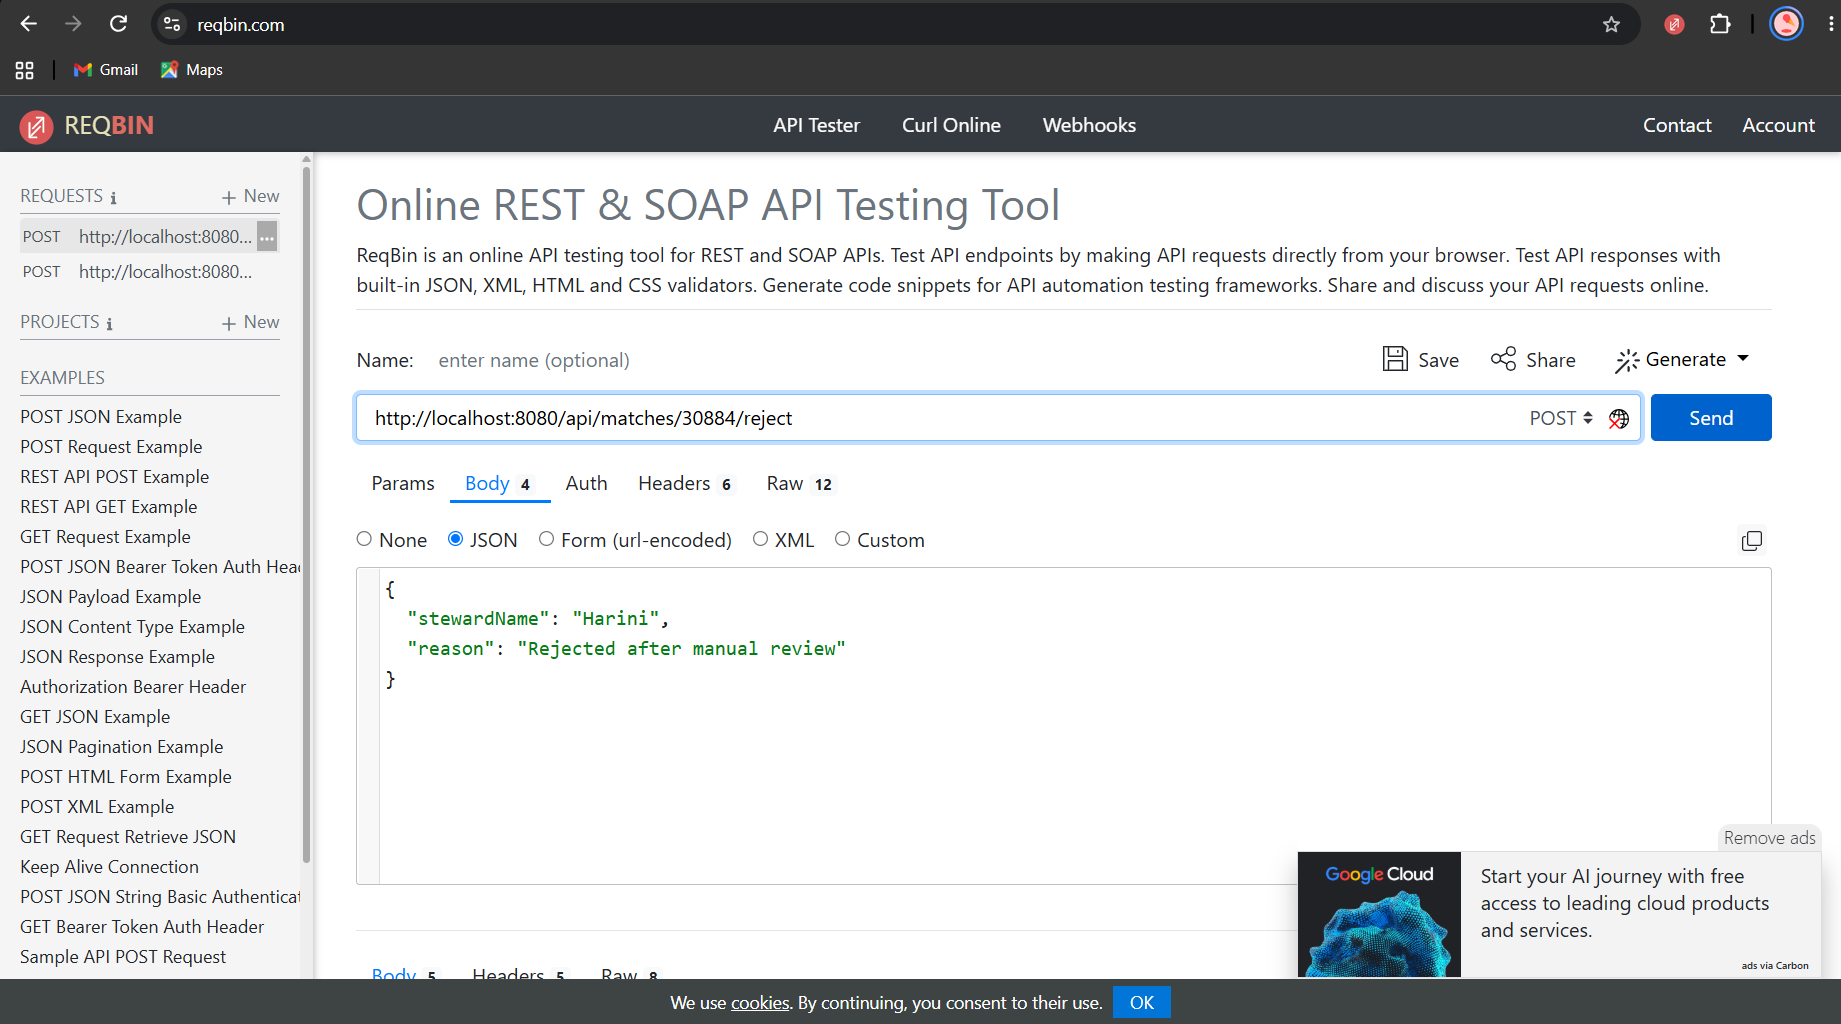 reqbin.com
Gmail
Maps
REQBIN
API Tester
Curl Online
Webhooks
Contact
Account
REQUESTS
+ New
POST http://localhost:8080...
POST http://localhost:8080...
PROJECTS
+ New
EXAMPLES
POST JSON Example
POST Request Example
REST API POST Example
REST API GET Example
GET Request Example
POST JSON Bearer Token Auth Hea
JSON Payload Example
JSON Content Type Example
JSON Response Example
Authorization Bearer Header
GET JSON Example
JSON Pagination Example
POST HTML Form Example
POST XML Example
GET Request Retrieve JSON
Keep Alive Connection
POST JSON String Basic Authenticat
GET Bearer Token Auth Header
Sample API POST Request
Online REST & SOAP API Testing Tool
ReqBin is an online API testing tool for REST and SOAP APIs. Test API endpoints by making API requests directly from your browser. Test API responses with
built-in JSON, XML, HTML and CSS validators. Generate code snippets for API automation testing frameworks. Share and discuss your API requests online.
Name: enter name (optional)
Save
Share
Generate
http://localhost:8080/api/matches/30884/reject
POST
Send
Params
Body 4
Auth
Headers 6
Raw 12
None
JSON
Form (url-encoded)
XML
Custom
{
"stewardName": "Harini",
"reason": "Rejected after manual review"
}
Remove ads
Google Cloud
Start your AI journey with free
access to leading cloud products
and services.
ads via Carbon
Body 5
Headers 5
Raw 8
We use cookies. By continuing, you consent to their use.
OK